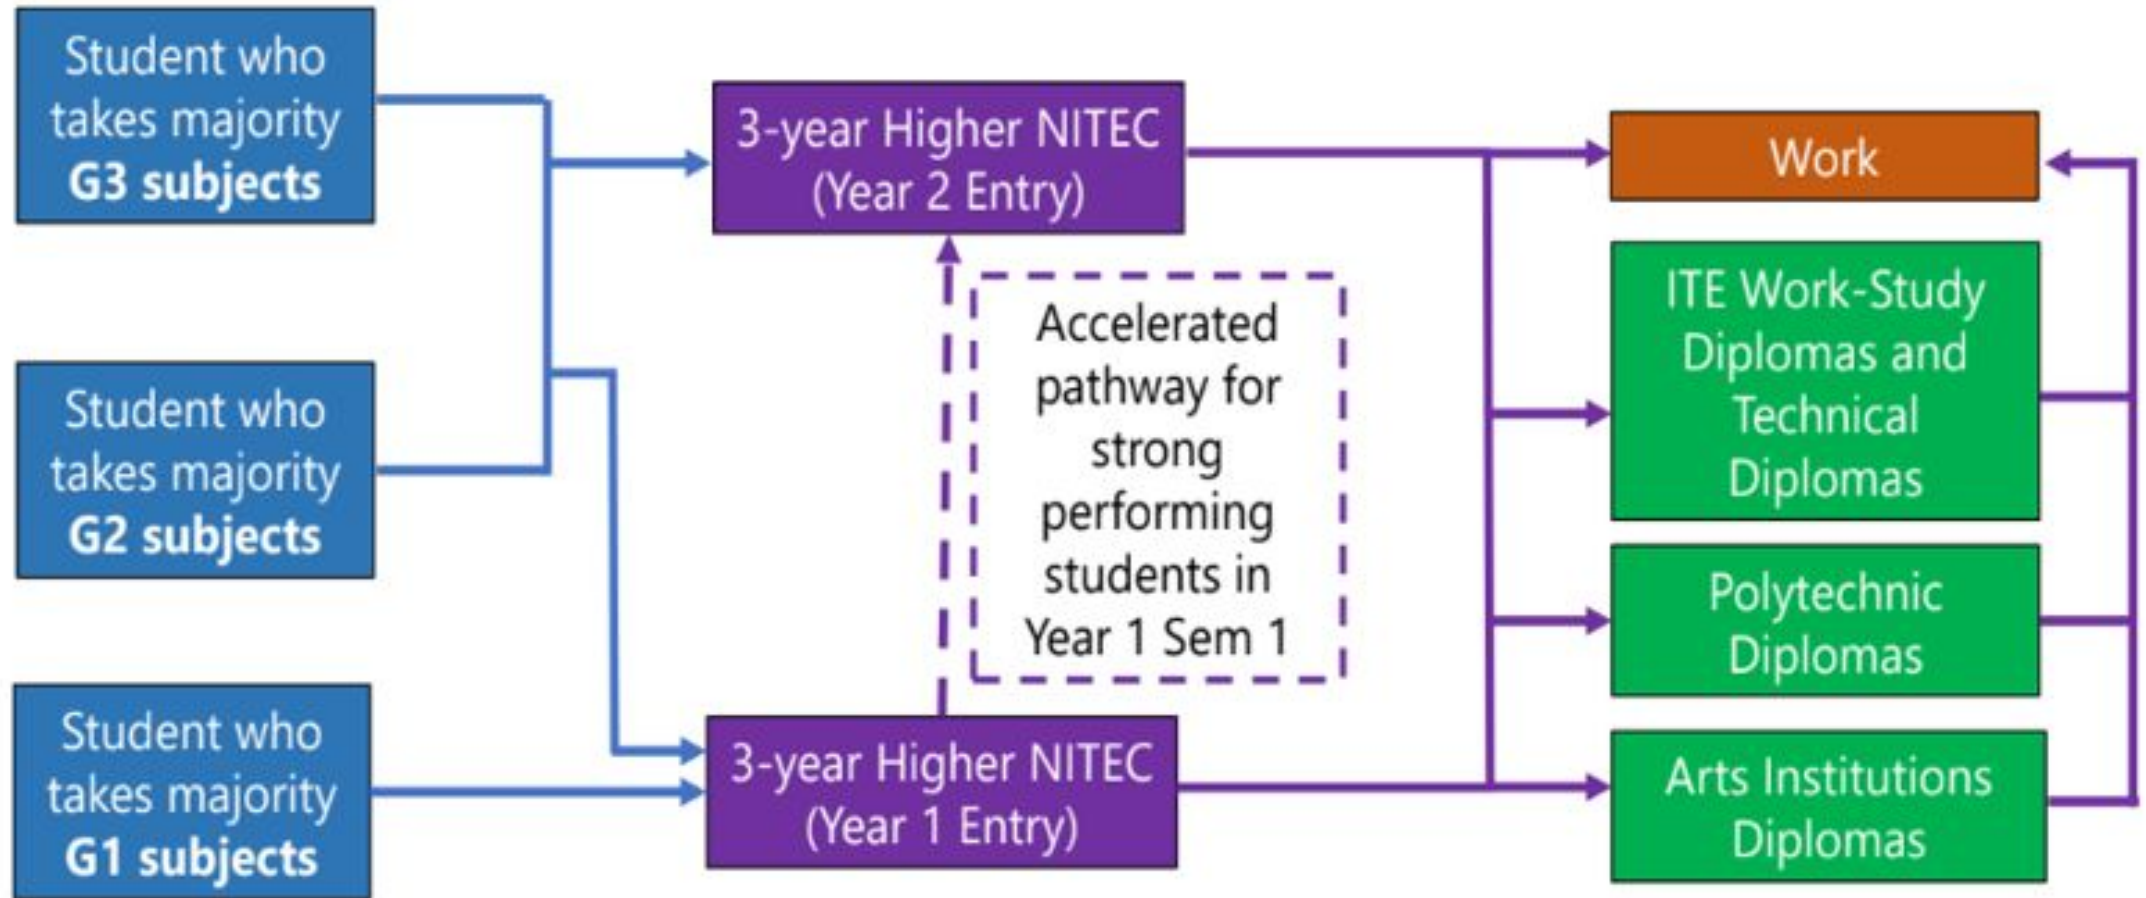 Student who
takes majority
G3 subjects
3-year Higher NITEC
(Year 2 Entry)
Work
Student who
takes majority
G2 subjects
Accelerated
pathway for
strong
performing
students in
Year 1 Sem 1
ITE Work-Study
Diplomas and
Technical
Diplomas
Polytechnic
Diplomas
Student who
takes majority
G1 subjects
3-year Higher NITEC
(Year 1 Entry)
Arts Institutions
Diplomas